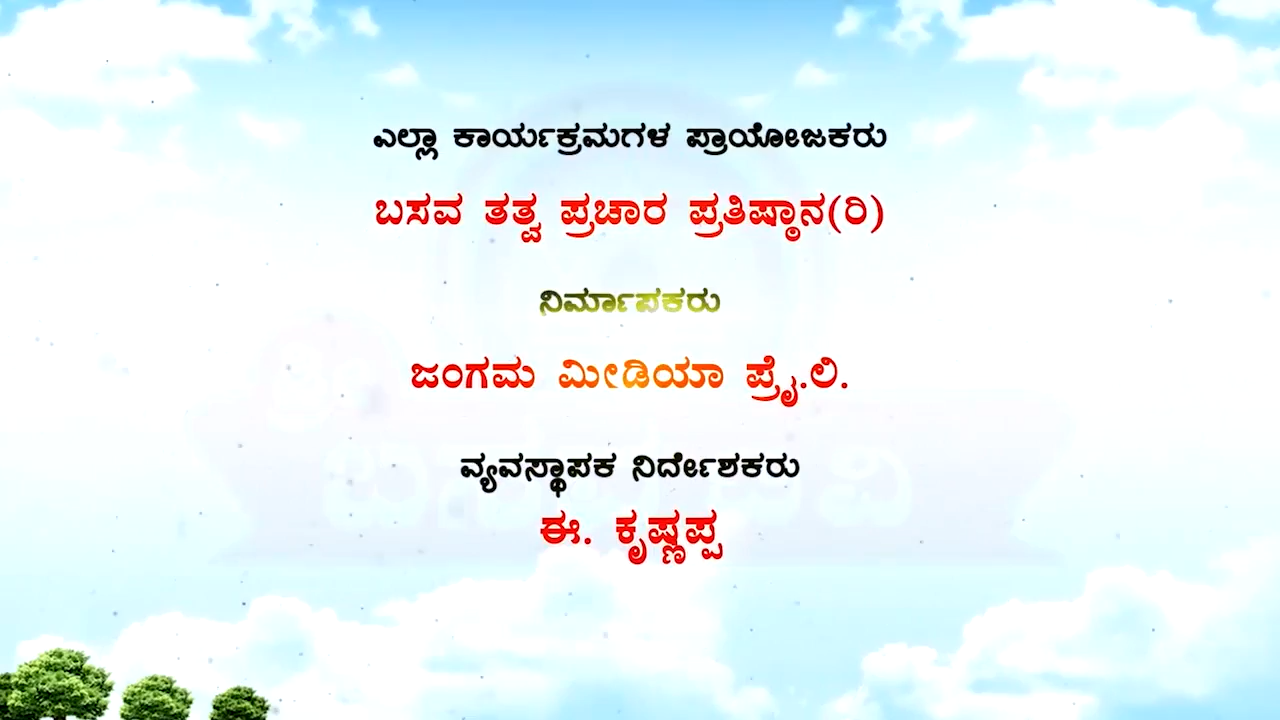 ಎಲ್ಲಾ ಕಾರ್ಯಕ್ರಮಗಳ ಪ್ರಾಯೋಜಕರು
ಬಸವ ತತ್ವ ಪ್ರಚಾರ ಪ್ರತಿಷ್ಠಾನ(ರಿ)
ನಿರ್ಮಾಪಕರು
ಜಂಗಮ ಮೀಡಿಯಾ ಪ್ರೈ.ಲಿ.
ವ್ಯವಸ್ಥಾಪಕ ನಿರ್ದೇಶಕರು
ಈ. ಕೃಷ್ಣಪ್ಪ